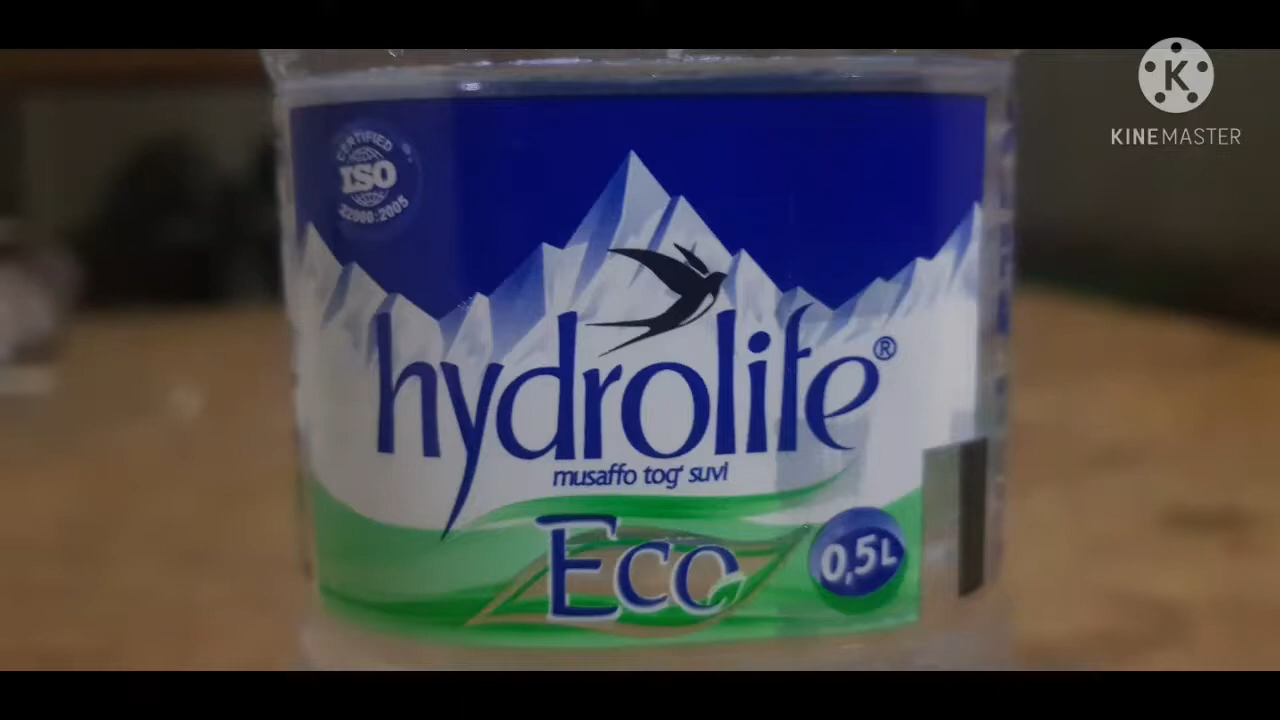 K
KINEMASTER
CERTIFIED
ISO
22000:2005
hydrolife®
musaffo tog' suvi
Eco
0,5L